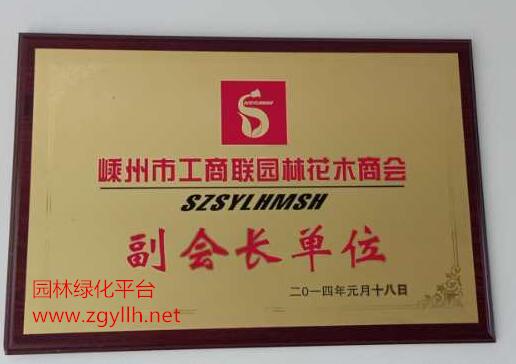 嵊州市工商联园林花木商会
SZSYLHMSH
副会长单位
二0一四年元月十八日
园林绿化平台
www.zgyllh.net